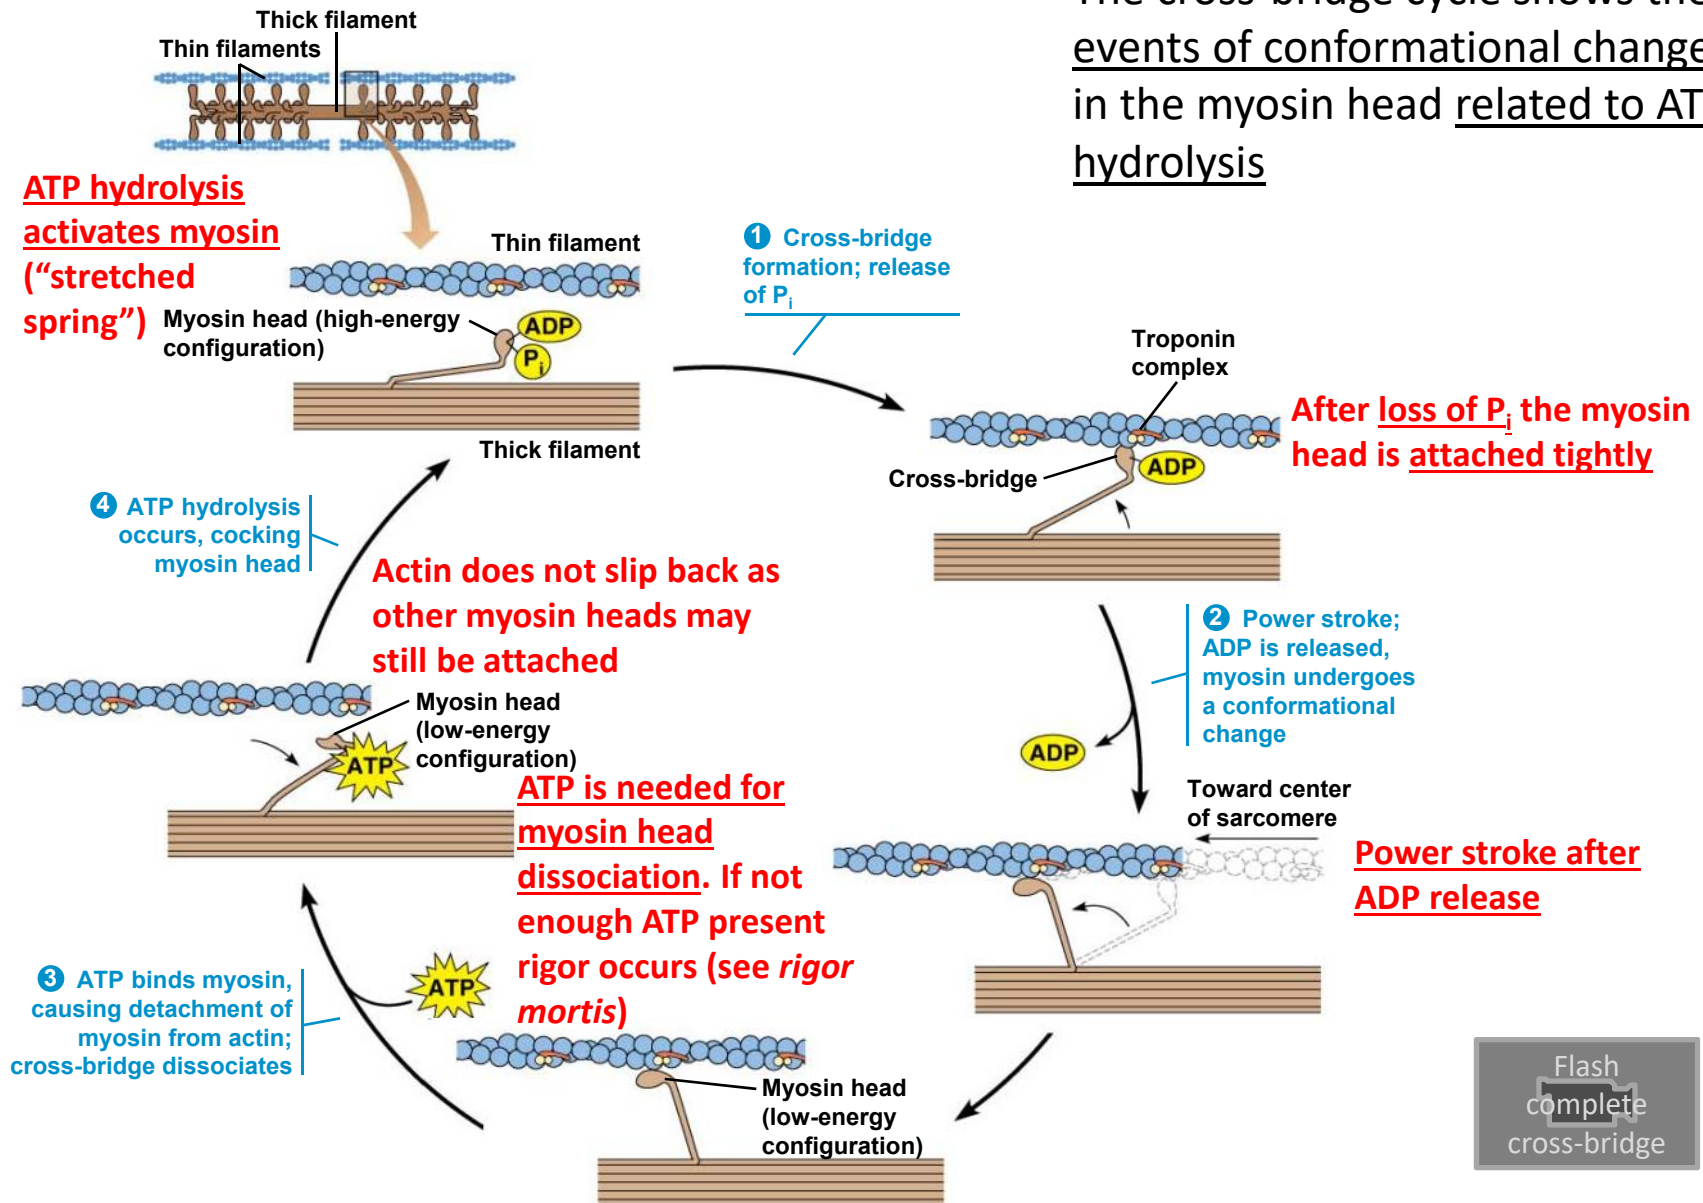 The cross-bridge cycle shows the
events of conformational change
in the myosin head related to AT
hydrolysis
Thick filament
Thin filaments
ATP hydrolysis
activates myosin
(“stretched
spring”)
Thin filament
Myosin head (high-energy
configuration)
ADP
Pi
Thick filament
1 Cross-bridge
formation; release
of Pi
Troponin
complex
Cross-bridge
ADP
After loss of Pi the myosin
head is attached tightly
4 ATP hydrolysis
occurs, cocking
myosin head
Actin does not slip back as
other myosin heads may
still be attached
2 Power stroke;
ADP is released,
myosin undergoes
a conformational
change
ADP
Myosin head
(low-energy
configuration)
ATP
ATP is needed for
myosin head
dissociation. If not
enough ATP present
rigor occurs (see rigor
mortis)
Toward center
of sarcomere
Power stroke after
ADP release
3 ATP binds myosin,
causing detachment of
myosin from actin;
cross-bridge dissociates
ATP
Myosin head
(low-energy
configuration)
Flash
complete
cross-bridge